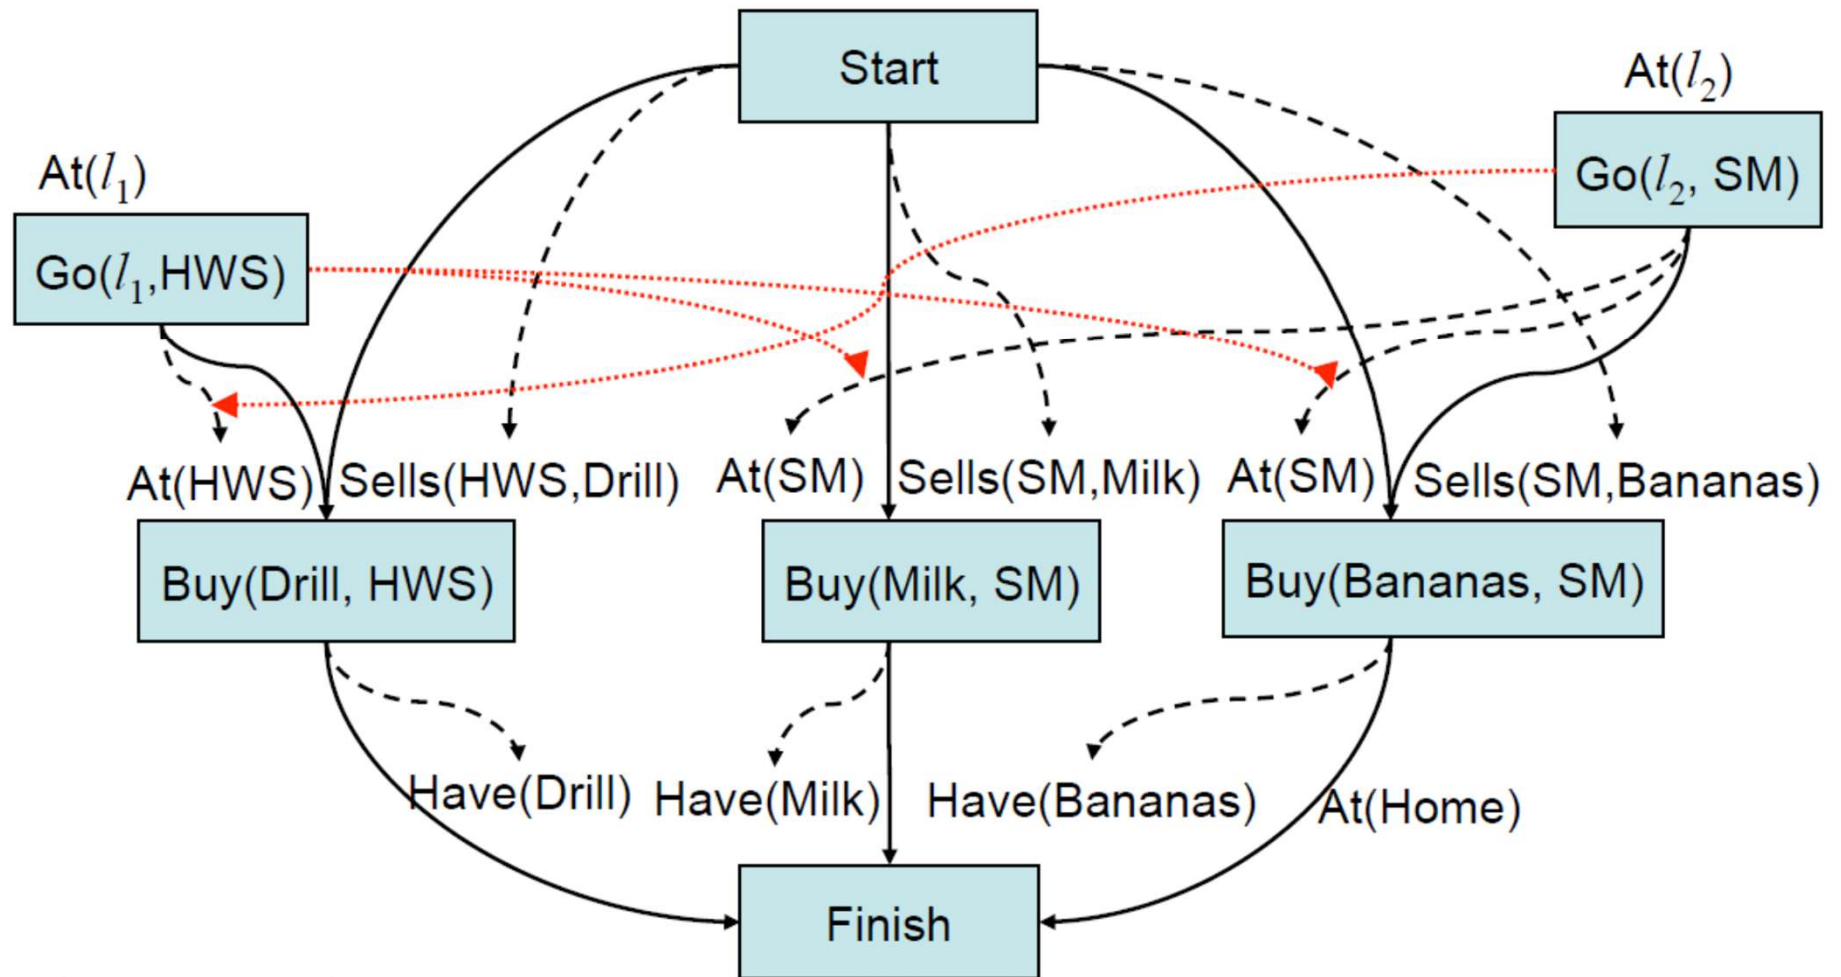 Start
At(l₂)
Go(l₂, SM)
At(l₁)
Go(l₁,HWS)
At(HWS)
Sells(HWS,Drill)
At(SM)
Sells(SM,Milk)
At(SM)
Sells(SM,Bananas)
Buy(Drill, HWS)
Buy(Milk, SM)
Buy(Bananas, SM)
Have(Drill)
Have(Milk)
Have(Bananas)
At(Home)
Finish